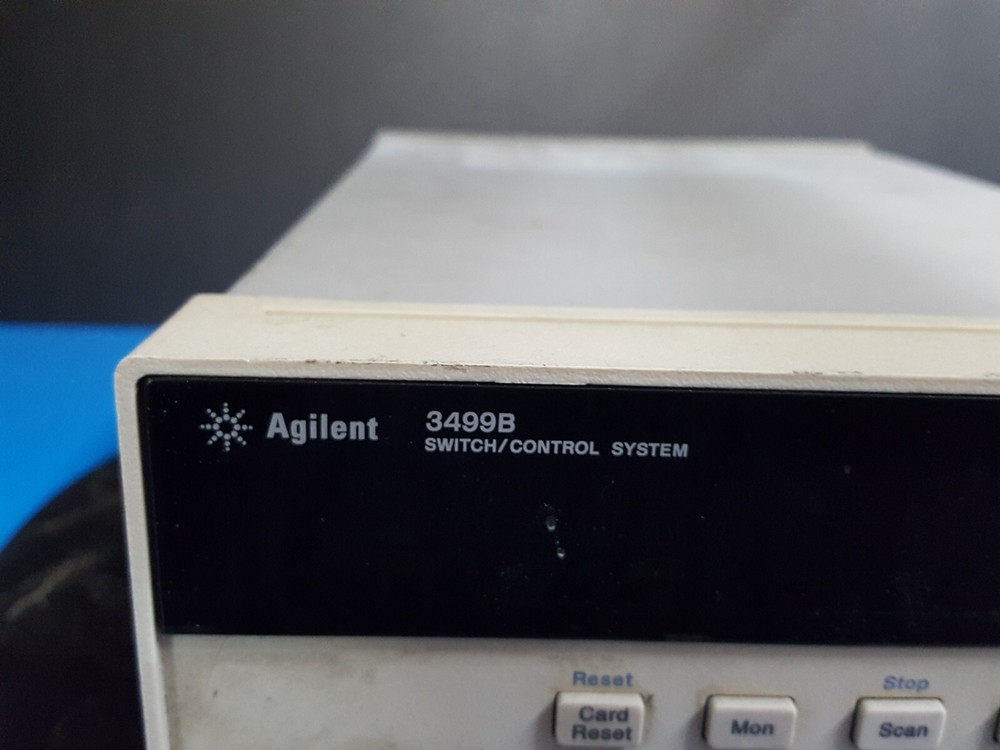 Agilent 3499B
SWITCH/CONTROL SYSTEM
Reset Stop
Card Reset Mon Scan